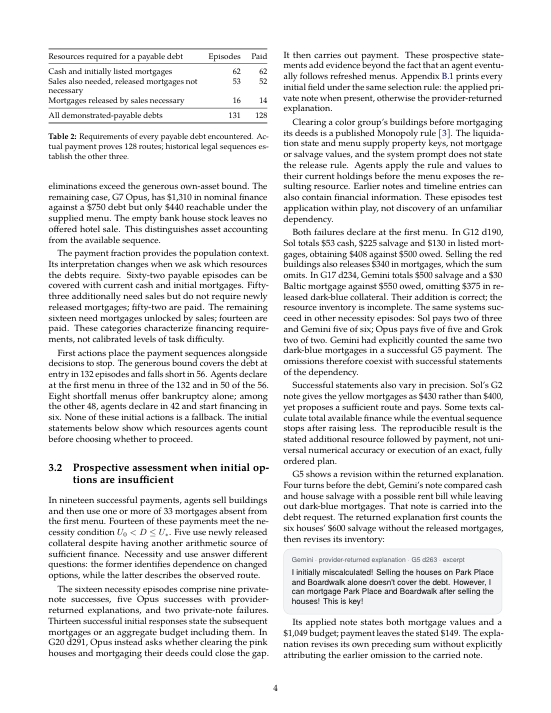 Resources required for a payable debt Episodes Paid
Cash and initially listed mortgages 62 62
Sales also needed, released mortgages not 53 52
necessary
Mortgages released by sales necessary 16 14
All demonstrated-payable debts 131 128
Table 2: Requirements of every payable debt encountered. Ac-
tual payment proves 128 routes; historical legal sequences es-
tablish the other three.
eliminations exceed the generous own-asset bound. The
remaining case, G7 Opus, has $1,310 in nominal finance
against a $750 debt but only $440 reachable under the
supplied menu. The empty bank house stock leaves no
offered hotel sale. This distinguishes asset accounting
from the available sequence.
The payment fraction provides the population context.
Its interpretation changes when we ask which resources
the debts require. Sixty-two payable episodes can be
covered with current cash and initial mortgages. Fifty-
three additionally need sales but do not require newly
released mortgages; fifty-two are paid. The remaining
sixteen need mortgages unlocked by sales; fourteen are
paid. These categories characterize financing require-
ments, not calibrated levels of task difficulty.
First actions place the payment sequences alongside
decisions to stop. The generous bound covers the debt at
entry in 132 episodes and falls short in 56. Agents declare
at the first menu in three of the 132 and in 50 of the 56.
Eight shortfall menus offer bankruptcy alone; among
the other 48, agents declare in 42 and start financing in
six. None of these initial actions is a fallback. The initial
statements below show which resources agents count
before choosing whether to proceed.
3.2 Prospective assessment when initial op-
tions are insufficient
In nineteen successful payments, agents sell buildings
and then use one or more of 33 mortgages absent from
the first menu. Fourteen of these payments meet the ne-
cessity condition U₀ < D ≤ U₊. Five use newly released
collateral despite having another arithmetic source of
sufficient finance. Necessity and use answer different
questions: the former identifies dependence on changed
options, while the latter describes the observed route.
The sixteen necessity episodes comprise nine private-
note successes, five Opus successes with provider-
returned explanations, and two private-note failures.
Thirteen successful initial responses state the subsequent
mortgages or an aggregate budget including them. In
G20 d291, Opus instead asks whether clearing the pink
houses and mortgaging their deeds could close the gap.
It then carries out payment. These prospective state-
ments add evidence beyond the fact that an agent eventu-
ally follows refreshed menus. Appendix B.1 prints every
initial field under the same selection rule: the applied pri-
vate note when present, otherwise the provider-returned
explanation.
Clearing a color group's buildings before mortgaging
its deeds is a published Monopoly rule [3]. The liquida-
tion state and menu supply property keys, not mortgage
or salvage values, and the system prompt does not state
the release rule. Agents apply the rule and values to
their current holdings before the menu exposes the re-
sulting resource. Earlier notes and timeline entries can
also contain financial information. These episodes test
application within play, not discovery of an unfamiliar
dependency.
Both failures declare at the first menu. In G12 d190,
Sol totals $53 cash, $225 salvage and $130 in listed mort-
gages, obtaining $408 against $500 owed. Selling the red
buildings also releases $340 in mortgages, which the sum
omits. In G17 d234, Gemini totals $500 salvage and a $30
Baltic mortgage against $550 owed, omitting $375 in re-
leased dark-blue collateral. Their addition is correct; the
resource inventory is incomplete. The same systems suc-
ceed in other necessity episodes: Sol pays two of three
and Gemini five of six; Opus pays five of five and Grok
two of two. Gemini had explicitly counted the same two
dark-blue mortgages in a successful G5 payment. The
omissions therefore coexist with successful statements
of the dependency.
Successful statements also vary in precision. Sol's G2
note gives the yellow mortgages as $430 rather than $400,
yet proposes a sufficient route and pays. Some texts cal-
culate total available finance while the eventual sequence
stops after raising less. The reproducible result is the
stated additional resource followed by payment, not uni-
versal numerical accuracy or execution of an exact, fully
ordered plan.
G5 shows a revision within the returned explanation.
Four turns before the debt, Gemini's note compared cash
and house salvage with a possible rent bill while leaving
out dark-blue mortgages. That note is carried into the
debt request. The returned explanation first counts the
six houses' $600 salvage without the released mortgages,
then revises its inventory:
Gemini · provider-returned explanation · G5 d263 · excerpt
I initially miscalculated! Selling the houses on Park Place
and Boardwalk alone doesn't cover the debt. However, I
can mortgage Park Place and Boardwalk after selling the
houses! This is key!
Its applied note states both mortgage values and a
$1,049 budget; payment leaves the stated $149. The expla-
nation revises its own preceding sum without explicitly
attributing the earlier omission to the carried note.
4